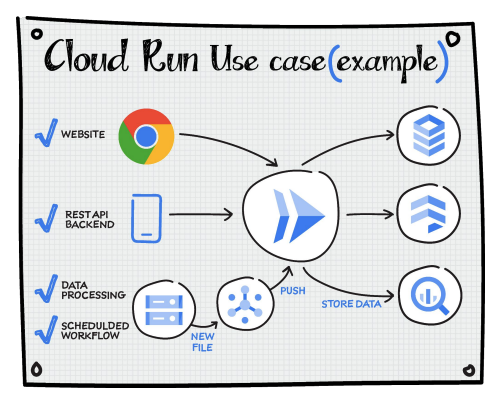 Cloud Run Use case (example)
WEBSITE
REST API
BACKEND
DATA
PROCESSING
SCHEDULDED
WORKFLOW
NEW
FILE
PUSH
STORE DATA